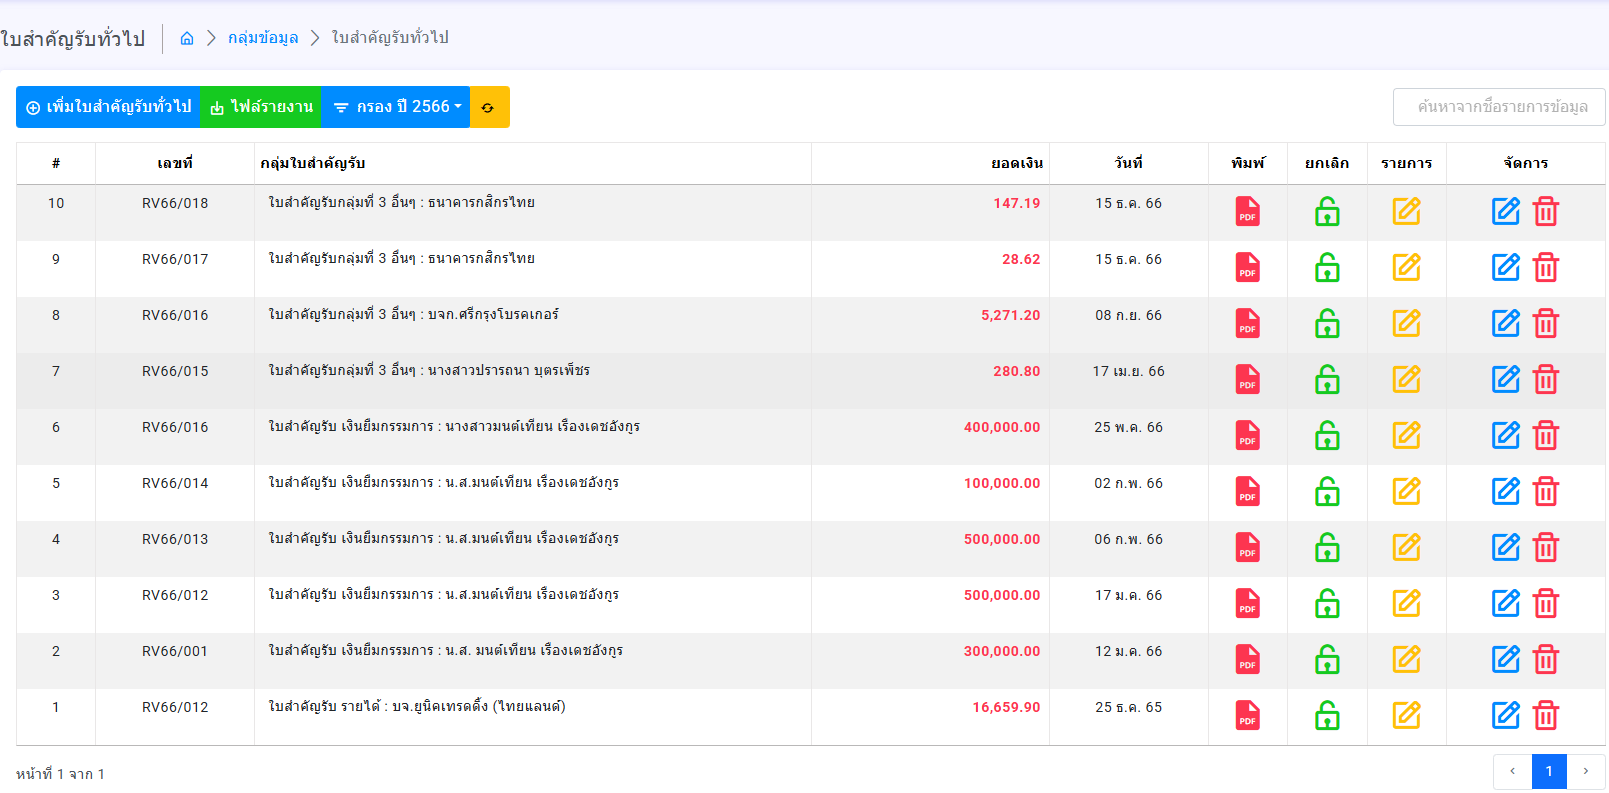 ใบสำคัญรับทั่วไป
กลุ่มข้อมูล > ใบสำคัญรับทั่วไป
เพิ่มใบสำคัญรับทั่วไป ไฟล์รายงาน กรอง ปี 2566
ค้นหาจากชื่อรายการข้อมูล
# เลขที่ กลุ่มใบสำคัญรับ ยอดเงิน วันที่ พิมพ์ ยกเลิก รายการ จัดการ
10 RV66/018 ใบสำคัญรับกลุ่มที่ 3 อื่นๆ : ธนาคารกสิกรไทย 147.19 15 ธ.ค. 66 PDF
9 RV66/017 ใบสำคัญรับกลุ่มที่ 3 อื่นๆ : ธนาคารกสิกรไทย 28.62 15 ธ.ค. 66 PDF
8 RV66/016 ใบสำคัญรับกลุ่มที่ 3 อื่นๆ : บจก.ศรีกรุงโบรคเกอร์ 5,271.20 08 ก.ย. 66 PDF
7 RV66/015 ใบสำคัญรับกลุ่มที่ 3 อื่นๆ : นางสาวปรารถนา บุตรเพ็ชร 280.80 17 เม.ย. 66 PDF
6 RV66/016 ใบสำคัญรับ เงินยืมกรรมการ : นางสาวมนต์เทียน เรืองเดชอังกูร 400,000.00 25 พ.ค. 66 PDF
5 RV66/014 ใบสำคัญรับ เงินยืมกรรมการ : น.ส.มนต์เทียน เรืองเดชอังกูร 100,000.00 02 ก.พ. 66 PDF
4 RV66/013 ใบสำคัญรับ เงินยืมกรรมการ : น.ส.มนต์เทียน เรืองเดชอังกูร 500,000.00 06 ก.พ. 66 PDF
3 RV66/012 ใบสำคัญรับ เงินยืมกรรมการ : น.ส.มนต์เทียน เรืองเดชอังกูร 500,000.00 17 ม.ค. 66 PDF
2 RV66/001 ใบสำคัญรับ เงินยืมกรรมการ : น.ส. มนต์เทียน เรืองเดชอังกูร 300,000.00 12 ม.ค. 66 PDF
1 RV66/012 ใบสำคัญรับ รายได้ : บจ.ยูนิคเทรดดิ้ง (ไทยแลนด์) 16,659.90 25 ธ.ค. 65 PDF
หน้าที่ 1 จาก 1
‹ 1 ›